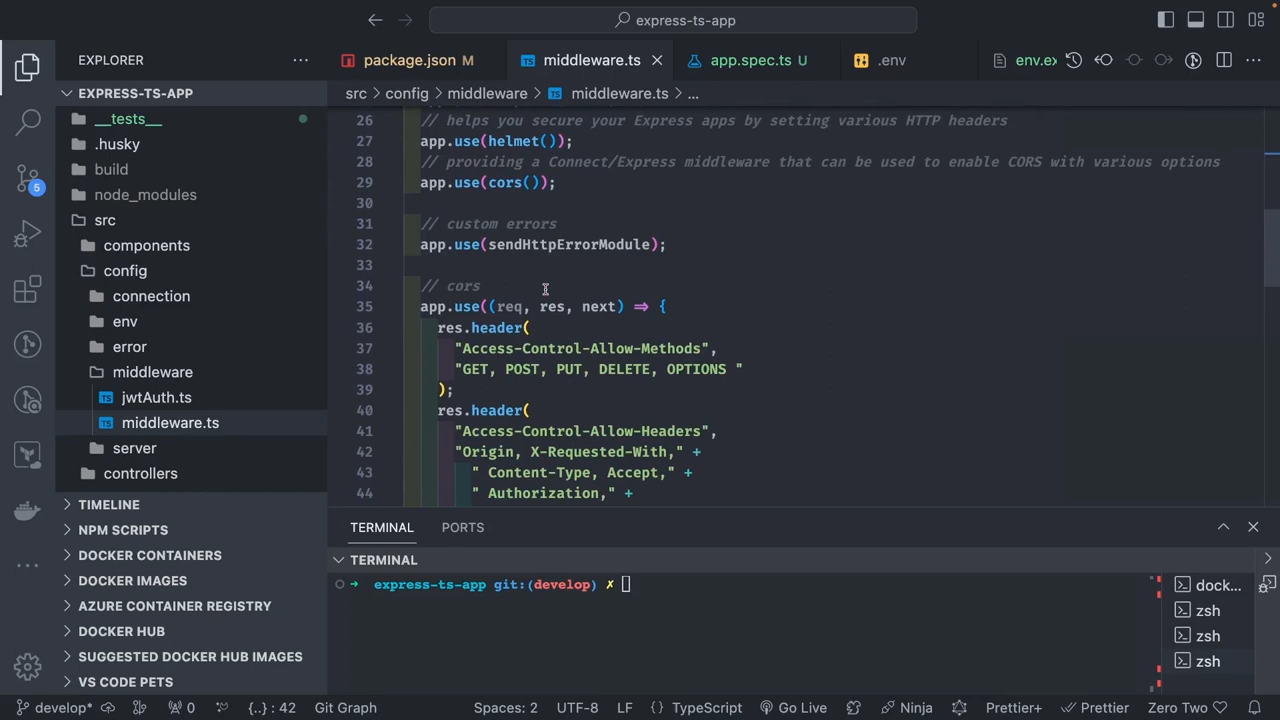 express-ts-app
EXPLORER
EXPRESS-TS-APP
__tests__
.husky
build
node_modules
src
components
config
connection
env
error
middleware
jwtAuth.ts
middleware.ts
server
controllers
TIMELINE
NPM SCRIPTS
DOCKER CONTAINERS
DOCKER IMAGES
AZURE CONTAINER REGISTRY
DOCKER HUB
SUGGESTED DOCKER HUB IMAGES
VS CODE PETS
5
package.json M
middleware.ts
app.spec.ts U
.env
env.ex
src > config > middleware > middleware.ts > ...
26 // helps you secure your Express apps by setting various HTTP headers
27 app.use(helmet());
28 // providing a Connect/Express middleware that can be used to enable CORS with various options
29 app.use(cors());
30
31 // custom errors
32 app.use(sendHttpErrorModule);
33
34 // cors
35 app.use((req, res, next) => {
36 res.header(
37 "Access-Control-Allow-Methods",
38 "GET, POST, PUT, DELETE, OPTIONS "
39 );
40 res.header(
41 "Access-Control-Allow-Headers",
42 "Origin, X-Requested-With," +
43 " Content-Type, Accept," +
44 " Authorization," +
TERMINAL PORTS
TERMINAL
express-ts-app git:(develop) ✗
dock...
zsh
zsh
zsh
develop* 0 {..} : 42 Git Graph Spaces: 2 UTF-8 LF TypeScript Go Live Ninja Prettier+ Prettier Zero Two